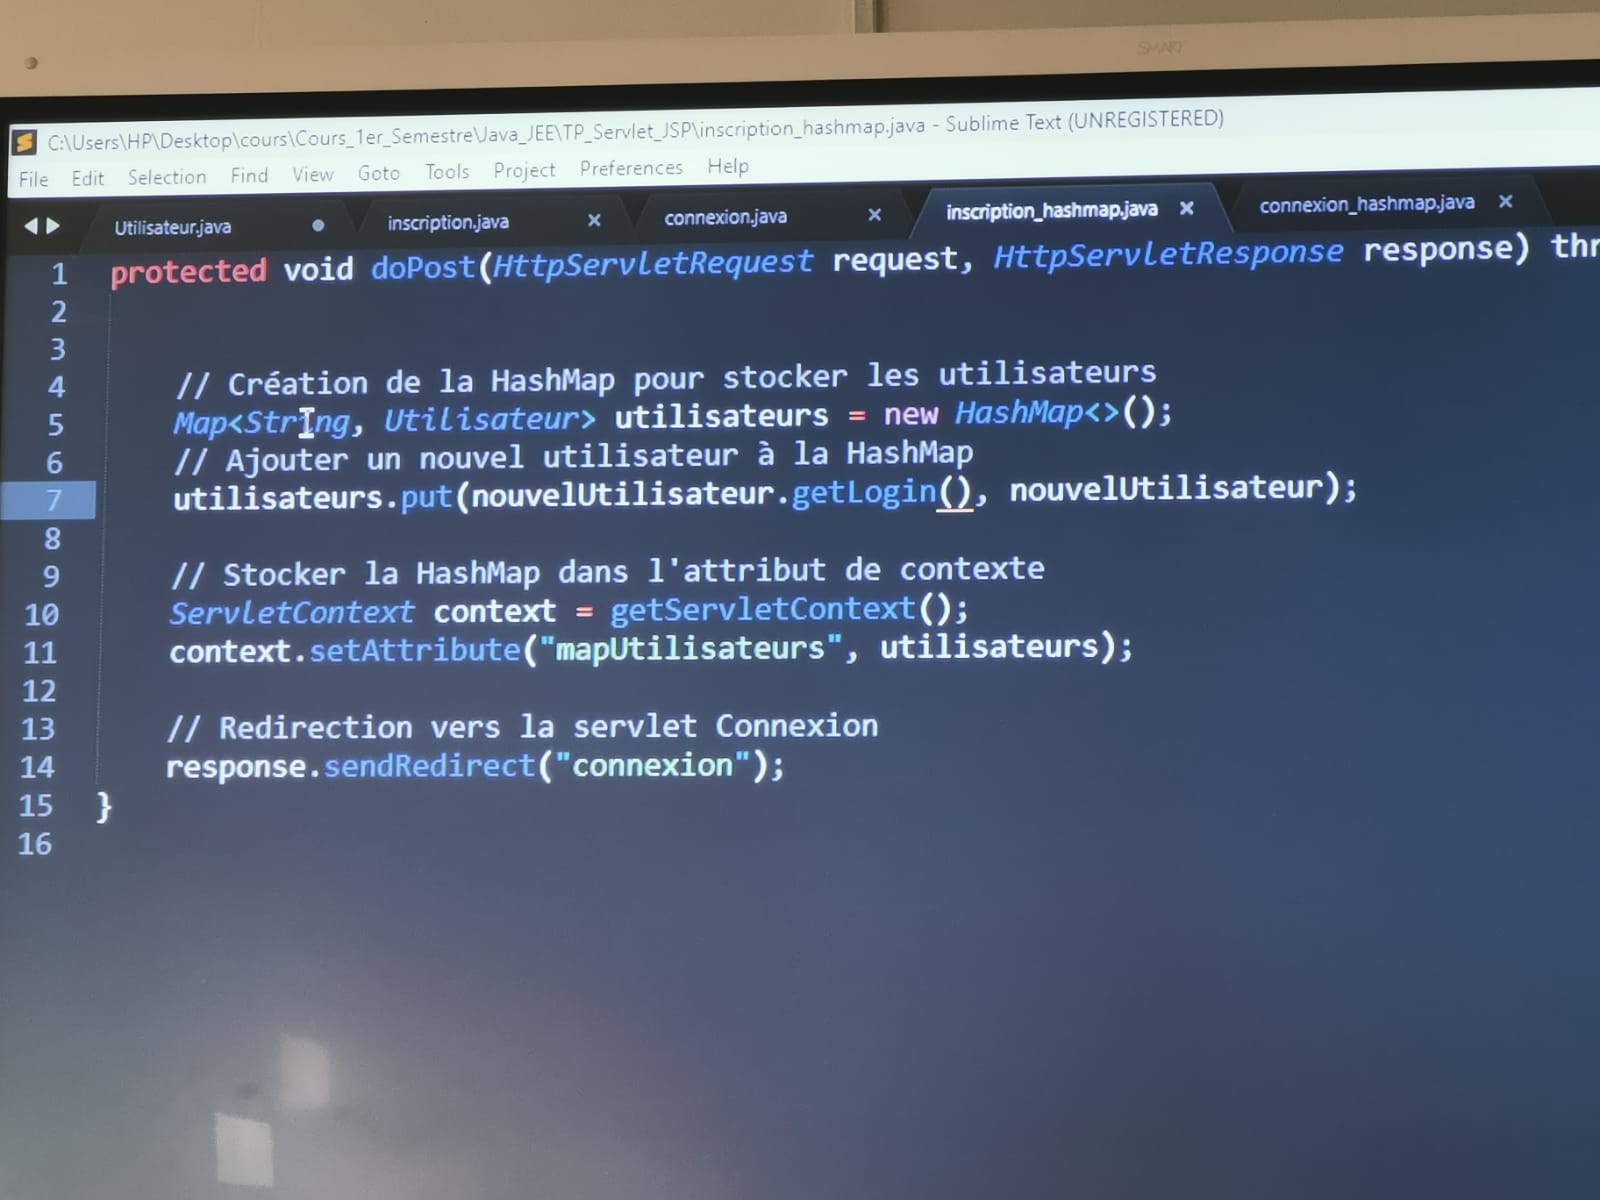 SMART
C:\Users\HP\Desktop\cours\Cours_1er_Semestre\Java_JEE\TP_Servlet_JSP\inscription_hashmap.java - Sublime Text (UNREGISTERED)
File Edit Selection Find View Goto Tools Project Preferences Help
Utilisateur.java inscription.java connexion.java inscription_hashmap.java connexion_hashmap.java
1 protected void doPost(HttpServletRequest request, HttpServletResponse response) thr
2
3
4 // Création de la HashMap pour stocker les utilisateurs
5 Map<String, Utilisateur> utilisateurs = new HashMap<>();
6 // Ajouter un nouvel utilisateur à la HashMap
7 utilisateurs.put(nouvelUtilisateur.getLogin(), nouvelUtilisateur);
8
9 // Stocker la HashMap dans l'attribut de contexte
10 ServletContext context = getServletContext();
11 context.setAttribute("mapUtilisateurs", utilisateurs);
12
13 // Redirection vers la servlet Connexion
14 response.sendRedirect("connexion");
15 }
16